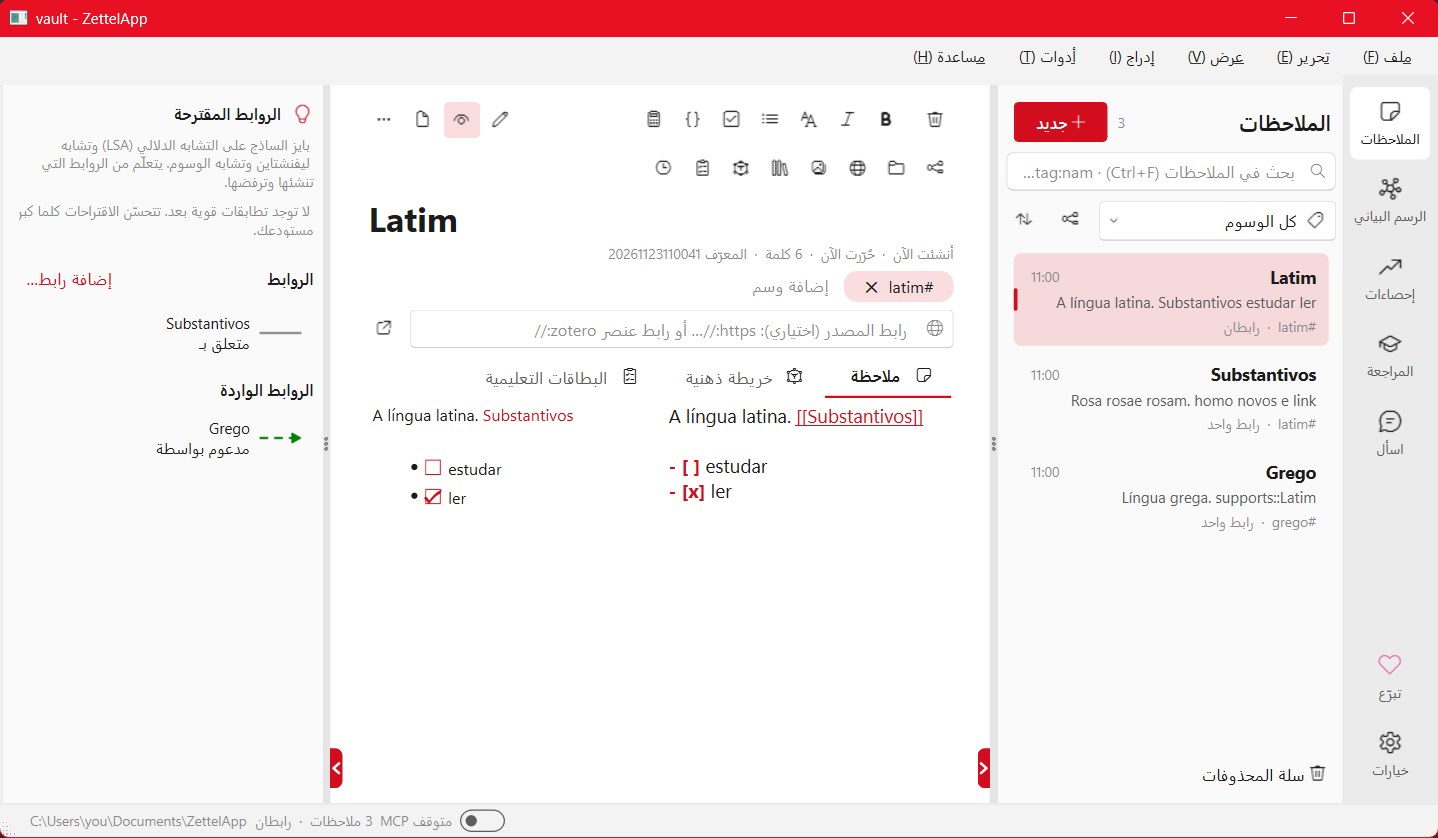 vault - ZettelApp
ملف (F)
تحرير (E)
عرض (V)
إدراج (I)
أدوات (T)
مساعدة (H)
الملاحظات
الرسم البياني
إحصاءات
المراجعة
اسأل
تبرّع
خيارات
الملاحظات
3
جديد
بحث في الملاحظات (Ctrl+F) · tag:nam...
كل الوسوم
Latim
11:00
A língua latina. Substantivos estudar ler
#latim · رابطان
Substantivos
11:00
Rosa rosae rosam. homo novos e link
#latim · رابط واحد
Grego
11:00
Língua grega. supports::Latim
#grego · رابط واحد
سلة المحذوفات
Latim
أنشئت الآن · حُرّرت الآن · 6 كلمة · المعرّف 20261123110041
#latim
إضافة وسم
رابط المصدر (اختياري): https://... أو رابط عنصر zotero://
ملاحظة
خريطة ذهنية
البطاقات التعليمية
A língua latina. [[Substantivos]]
- [ ] estudar
- [x] ler
A língua latina. Substantivos
• estudar
• ler
الروابط المقترحة
بايز الساذج على التشابه الدلالي (LSA) وتشابه
ليفنشتاين وتشابه الوسوم. يتعلّم من الروابط التي
تنشئها وترفضها.
لا توجد تطابقات قوية بعد. تتحسّن الاقتراحات كلما كبر
مستودعك.
الروابط
إضافة رابط...
Substantivos
متعلق بـ
الروابط الواردة
Grego
مدعوم بواسطة
متوقف MCP
3 ملاحظات · رابطان
C:\Users\you\Documents\ZettelApp